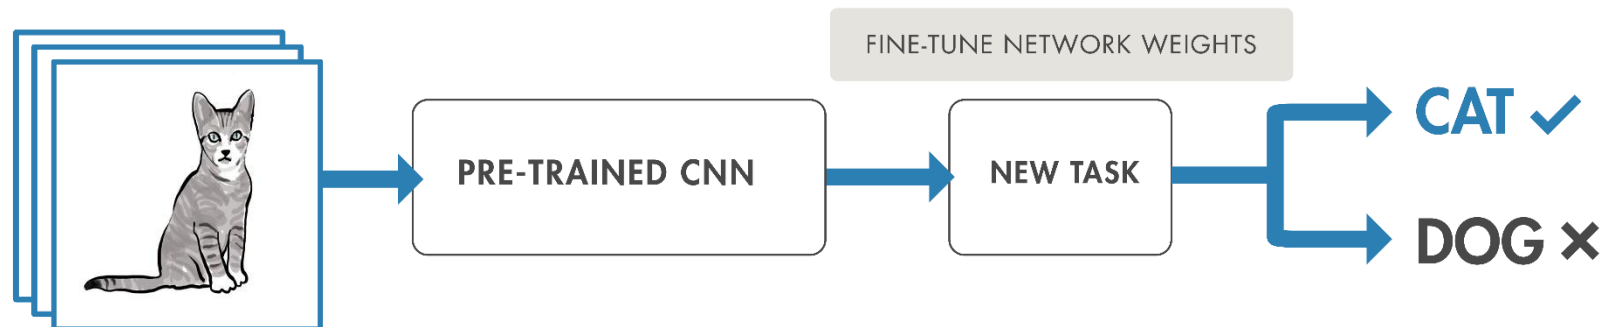 FINE-TUNE NETWORK WEIGHTS
PRE-TRAINED CNN
NEW TASK
CAT
DOG